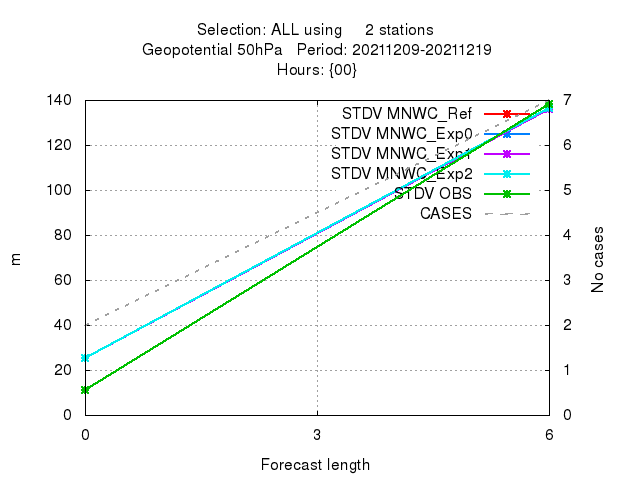 Selection: ALL using 2 stations
Geopotential 50hPa Period: 20211209-20211219
Hours: {00}
140 7
STDV MNWC_Ref
STDV MNWC_Exp0
120 6
STDV MNWC_Exp1
STDV MNWC_Exp2
100 5
STDV OBS
CASES
80 4
m
No cases
60 3
40 2
20 1
0 0
0 3 6
Forecast length